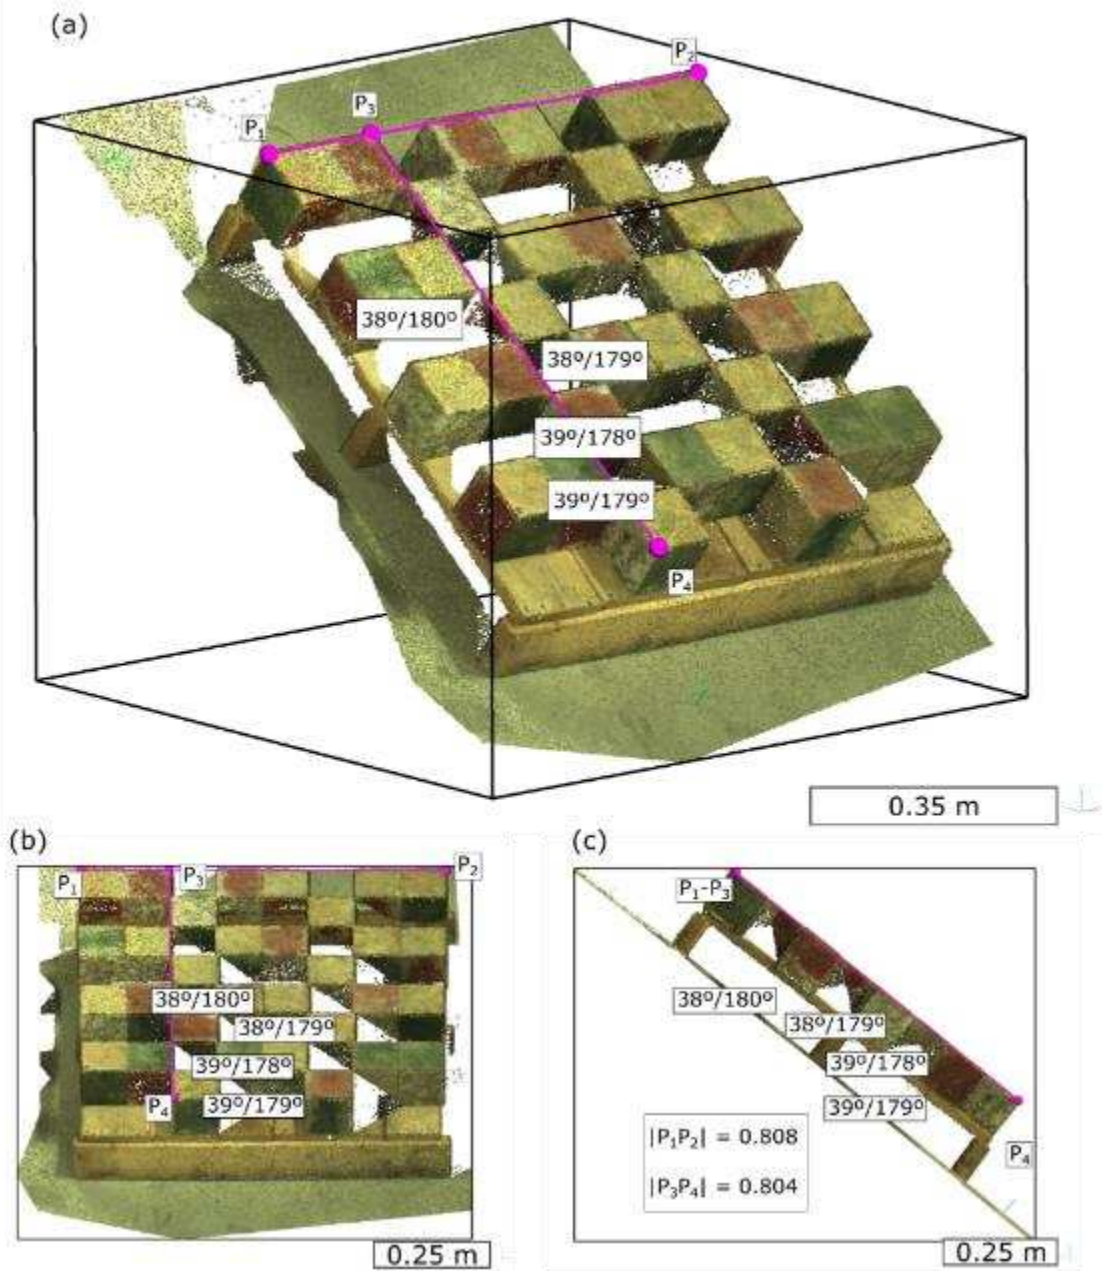 (a)
P₂
P₃
P₁
38º/180º
38º/179º
39º/178º
39º/179º
P₄
0.35 m
(b)
P₁
P₃
P₂
38º/180º
38º/179º
39º/178º
P₄
39º/179º
0.25 m
(c)
P₁-P₃
38º/180º
38º/179º
39º/178º
39º/179º
|P₁P₂| = 0.808
P₄
|P₃P₄| = 0.804
0.25 m